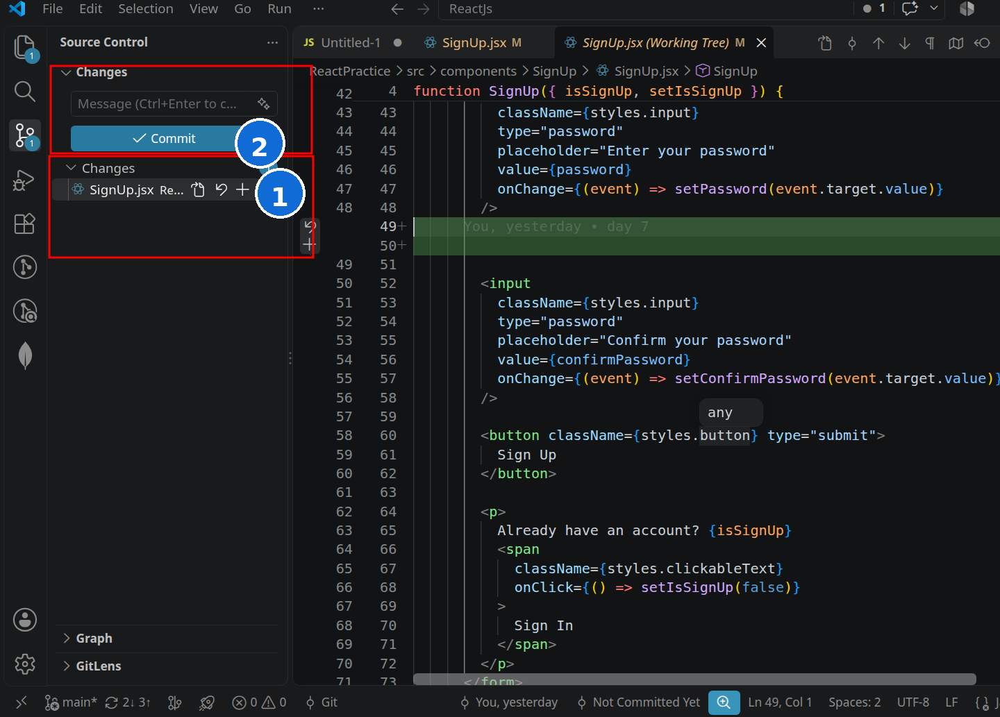 File Edit Selection View Go Run ··· ReactJs 1
Source Control ···
JS Untitled-1 SignUp.jsx M SignUp.jsx (Working Tree) M
1
Changes
Message (Ctrl+Enter to c...
Commit
2
1
Changes
SignUp.jsx Re...
1
ReactPractice > src > components > SignUp > SignUp.jsx > SignUp
42 4 function SignUp({ isSignUp, setIsSignUp }) {
43 43 className={styles.input}
44 44 type="password"
45 45 placeholder="Enter your password"
46 46 value={password}
47 47 onChange={(event) => setPassword(event.target.value)}
48 48 />
49+ You, yesterday • day 7
50+
49 51
50 52 <input
51 53 className={styles.input}
52 54 type="password"
53 55 placeholder="Confirm your password"
54 56 value={confirmPassword}
55 57 onChange={(event) => setConfirmPassword(event.target.value)}
56 58 />
any
57 59
58 60 <button className={styles.button} type="submit">
59 61 Sign Up
60 62 </button>
61 63
62 64 <p>
63 65 Already have an account? {isSignUp}
64 66 <span
65 67 className={styles.clickableText}
66 68 onClick={() => setIsSignUp(false)}
67 69 >
68 70 Sign In
69 71 </span>
70 72 </p>
71 73 </form>
Graph
GitLens
main* 2↓ 3↑ 0 0 Git You, yesterday Not Committed Yet Ln 49, Col 1 Spaces: 2 UTF-8 LF { }